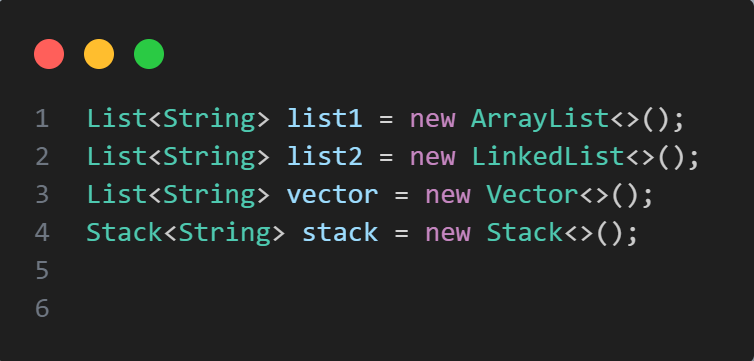 1 List<String> list1 = new ArrayList<>();
2 List<String> list2 = new LinkedList<>();
3 List<String> vector = new Vector<>();
4 Stack<String> stack = new Stack<>();
5
6